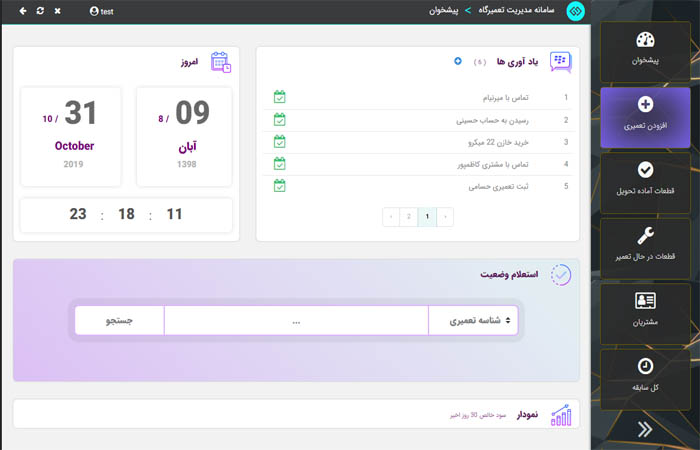 سامانه مدیریت تعمیرگاه > پیشخوان
test
پیشخوان
افزودن تعمیری
قطعات آماده تحویل
قطعات در حال تعمیر
مشتریان
کل سابقه
یاد آوری ها ( 6 )
1 تماس با میرنیام
2 رسیدن به حساب حسینی
3 خرید خازن 22 میکرو
4 تماس با مشتری کاظمپور
5 ثبت تعمیری حسامی
‹ 1 2 ›
امروز
8 / 09
آبان
1398
10 / 31
October
2019
23 : 18 : 11
استعلام وضعیت
شناسه تعمیری
...
جستجو
نمودار سود خالص 30 روز اخیر